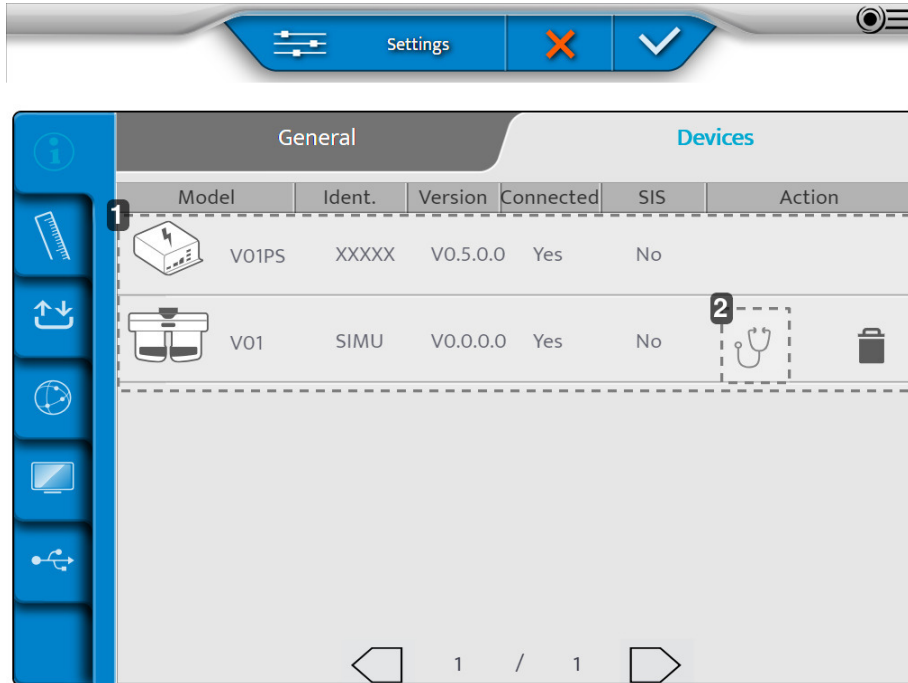 Settings
General Devices
Model Ident. Version Connected SIS Action
1
V01PS XXXXX V0.5.0.0 Yes No
2
V01 SIMU V0.0.0.0 Yes No
1 / 1